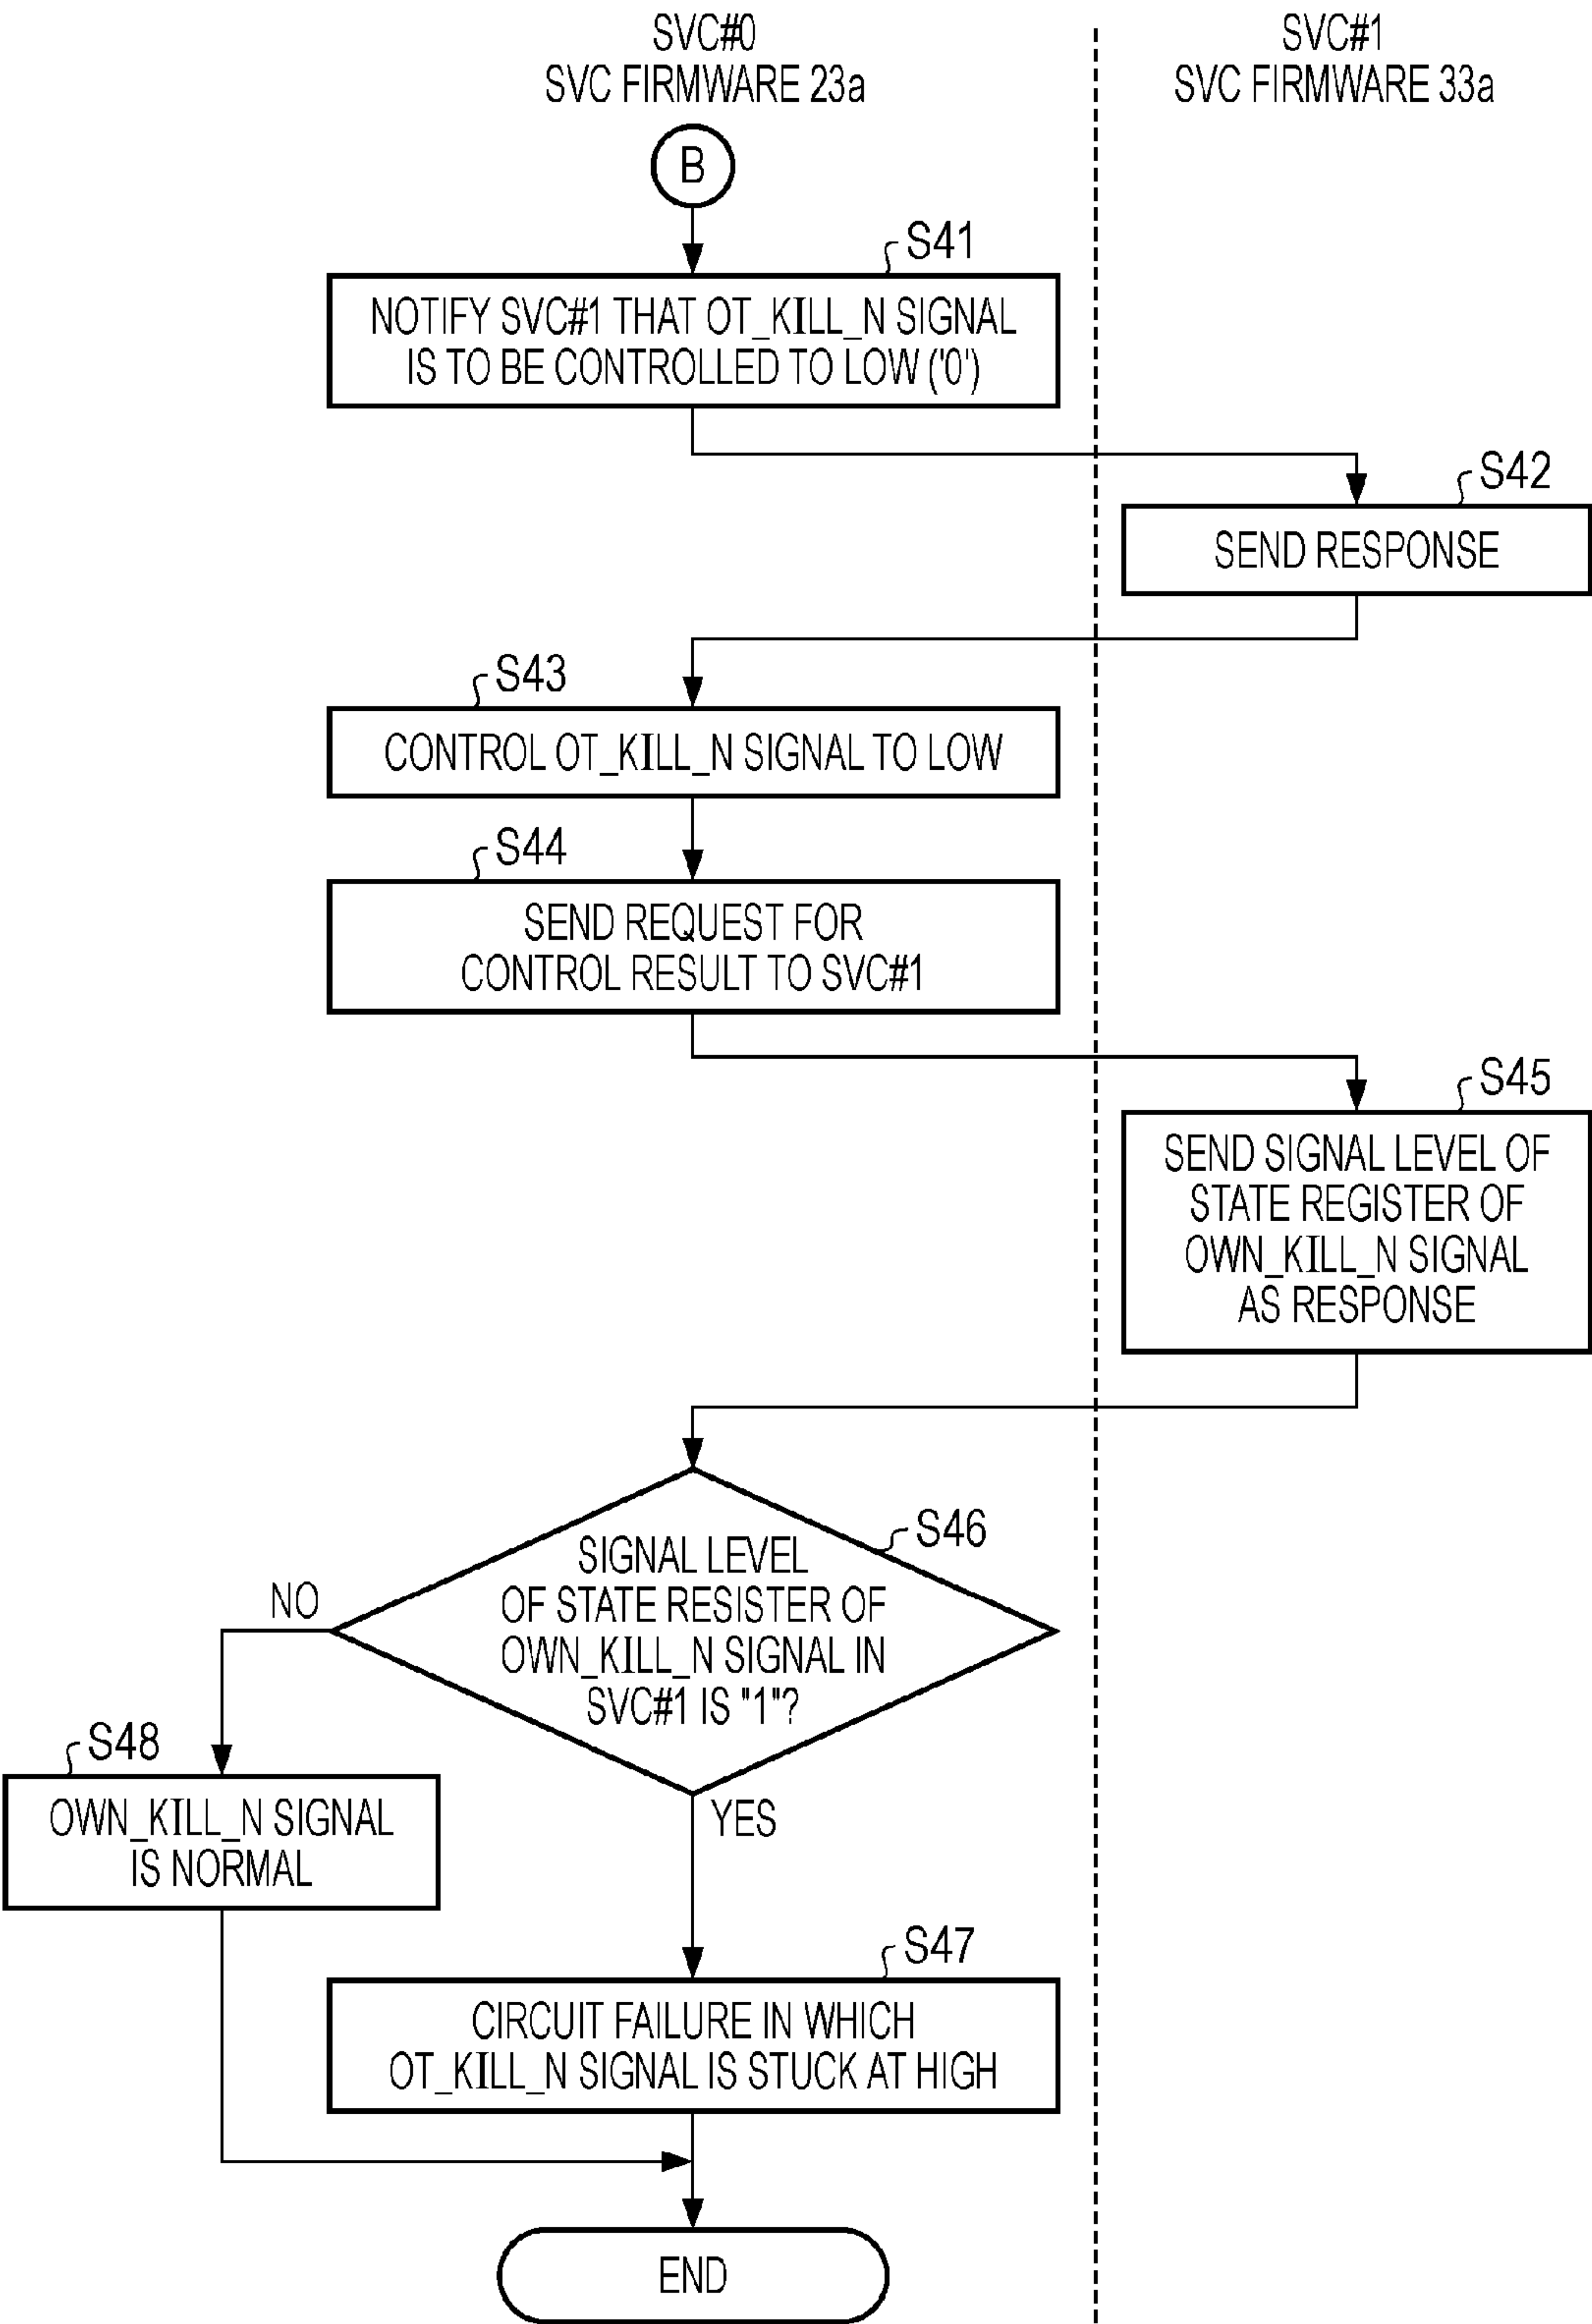 SVC#0
SVC FIRMWARE 23a
SVC#1
SVC FIRMWARE 33a
B
S41
NOTIFY SVC#1 THAT OT_KILL_N SIGNAL
IS TO BE CONTROLLED TO LOW ('0')
S42
SEND RESPONSE
S43
CONTROL OT_KILL_N SIGNAL TO LOW
S44
SEND REQUEST FOR
CONTROL RESULT TO SVC#1
S45
SEND SIGNAL LEVEL OF
STATE REGISTER OF
OWN_KILL_N SIGNAL
AS RESPONSE
S46
SIGNAL LEVEL
OF STATE RESISTER OF
OWN_KILL_N SIGNAL IN
SVC#1 IS "1"?
NO
YES
S48
OWN_KILL_N SIGNAL
IS NORMAL
S47
CIRCUIT FAILURE IN WHICH
OT_KILL_N SIGNAL IS STUCK AT HIGH
END